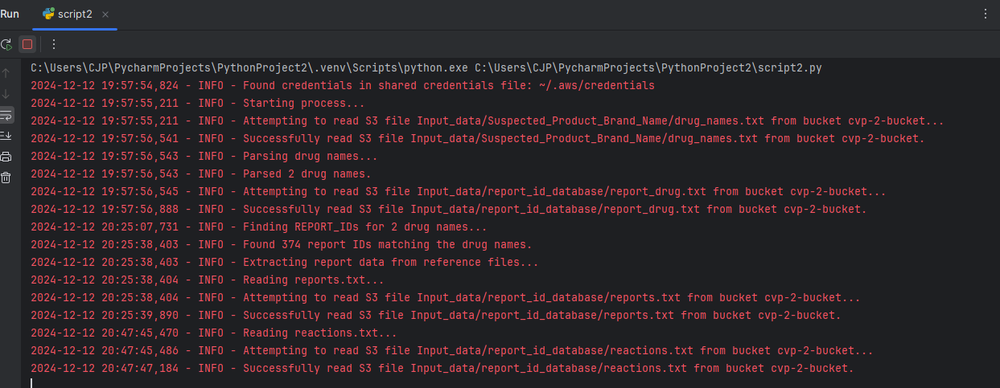 Run
script2
C:\Users\CJP\PycharmProjects\PythonProject2\.venv\Scripts\python.exe C:\Users\CJP\PycharmProjects\PythonProject2\script2.py
2024-12-12 19:57:54,824 - INFO - Found credentials in shared credentials file: ~/.aws/credentials
2024-12-12 19:57:55,211 - INFO - Starting process...
2024-12-12 19:57:55,211 - INFO - Attempting to read S3 file Input_data/Suspected_Product_Brand_Name/drug_names.txt from bucket cvp-2-bucket...
2024-12-12 19:57:56,541 - INFO - Successfully read S3 file Input_data/Suspected_Product_Brand_Name/drug_names.txt from bucket cvp-2-bucket.
2024-12-12 19:57:56,543 - INFO - Parsing drug names...
2024-12-12 19:57:56,543 - INFO - Parsed 2 drug names.
2024-12-12 19:57:56,545 - INFO - Attempting to read S3 file Input_data/report_id_database/report_drug.txt from bucket cvp-2-bucket...
2024-12-12 19:57:56,888 - INFO - Successfully read S3 file Input_data/report_id_database/report_drug.txt from bucket cvp-2-bucket.
2024-12-12 20:25:07,731 - INFO - Finding REPORT_IDs for 2 drug names...
2024-12-12 20:25:38,403 - INFO - Found 374 report IDs matching the drug names.
2024-12-12 20:25:38,403 - INFO - Extracting report data from reference files...
2024-12-12 20:25:38,404 - INFO - Reading reports.txt...
2024-12-12 20:25:38,404 - INFO - Attempting to read S3 file Input_data/report_id_database/reports.txt from bucket cvp-2-bucket...
2024-12-12 20:25:39,890 - INFO - Successfully read S3 file Input_data/report_id_database/reports.txt from bucket cvp-2-bucket.
2024-12-12 20:47:45,470 - INFO - Reading reactions.txt...
2024-12-12 20:47:45,486 - INFO - Attempting to read S3 file Input_data/report_id_database/reactions.txt from bucket cvp-2-bucket...
2024-12-12 20:47:47,184 - INFO - Successfully read S3 file Input_data/report_id_database/reactions.txt from bucket cvp-2-bucket.